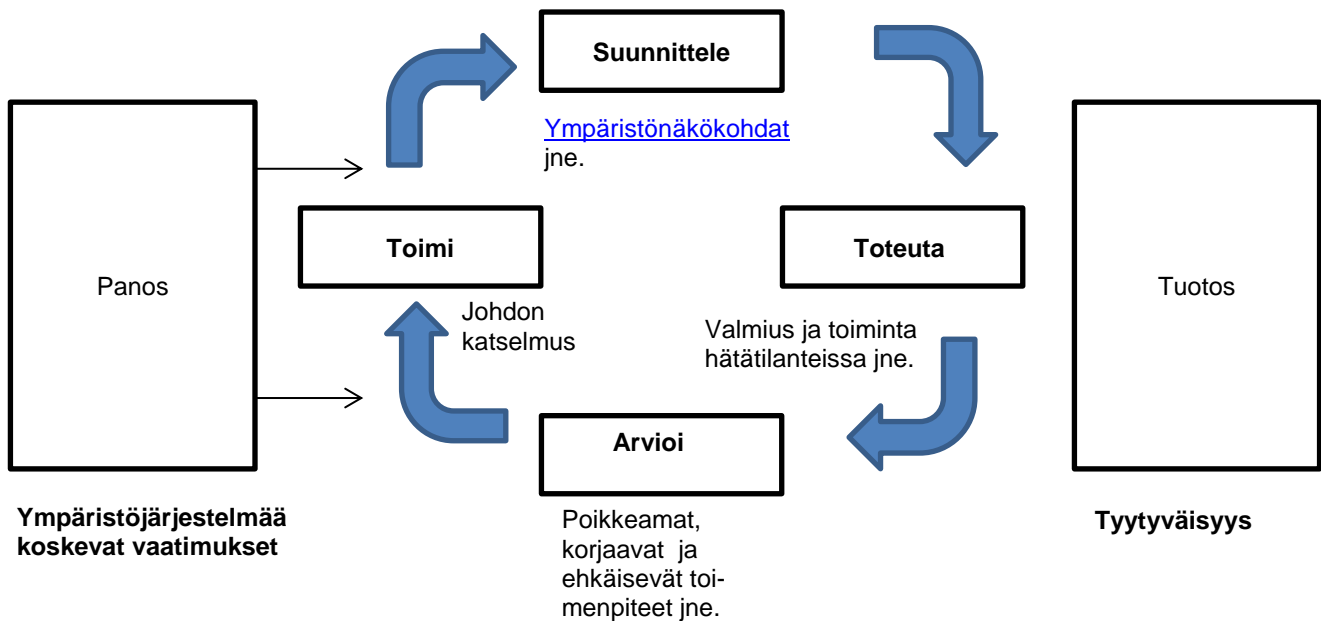 Suunnittele
Ympäristönäkökohdat
jne.
Panos
Toimi
Toteuta
Tuotos
Johdon
katselmus
Valmius ja toiminta
hätätilanteissa jne.
Arvioi
Ympäristöjärjestelmää
koskevat vaatimukset
Poikkeamat,
korjaavat ja
ehkäisevät toi-
menpiteet jne.
Tyytyväisyys